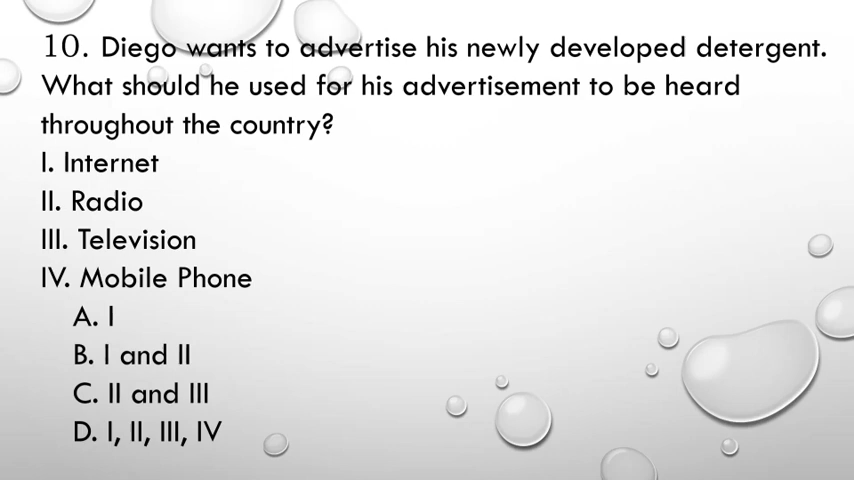 10. Diego wants to advertise his newly developed detergent.
What should he used for his advertisement to be heard
throughout the country?
I. Internet
II. Radio
III. Television
IV. Mobile Phone
A. I
B. I and II
C. II and III
D. I, II, III, IV